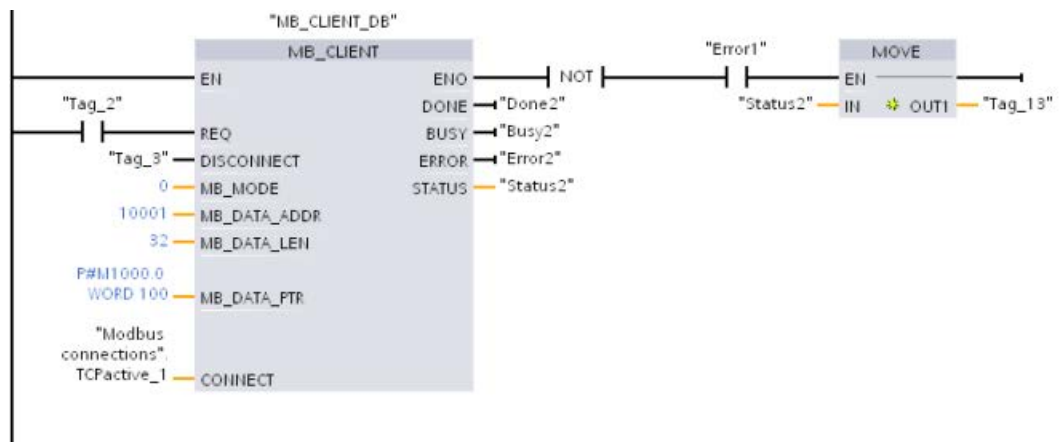 "MB_CLIENT_DB"
MB_CLIENT
"Error1"
MOVE
EN
ENO
NOT
EN
"Tag_2"
DONE
"Done2"
"Status2"
IN
OUT1
"Tag_13"
REQ
BUSY
"Busy2"
"Tag_3"
DISCONNECT
ERROR
"Error2"
0
MB_MODE
STATUS
"Status2"
10001
MB_DATA_ADDR
32
MB_DATA_LEN
P#M1000.0
WORD 100
MB_DATA_PTR
"Modbus
connections".
TCPactive_1
CONNECT